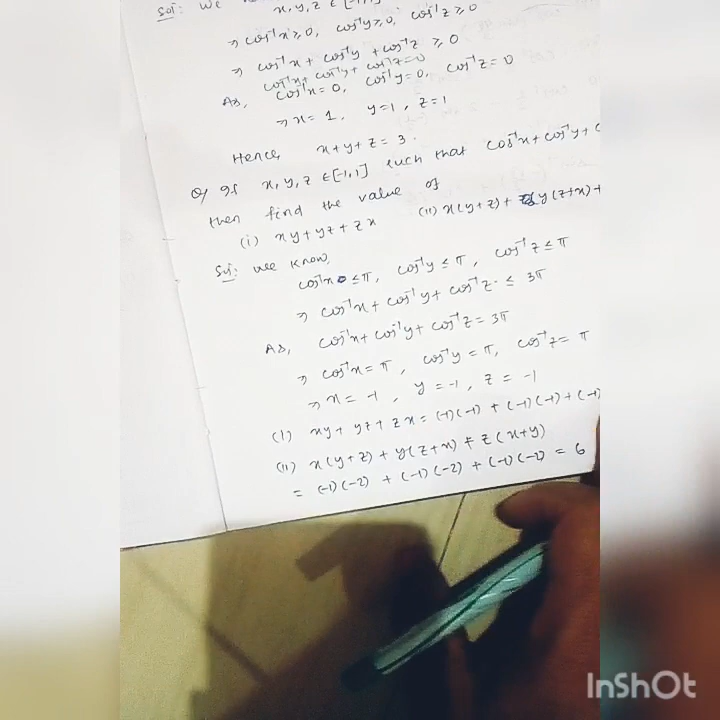 Sol: We
x, y, z ∈ [-1,1]
⇒ cos⁻¹x ≥ 0, cos⁻¹y ≥ 0, cos⁻¹z ≥ 0
⇒ cos⁻¹x + cos⁻¹y + cos⁻¹z ≥ 0
cos⁻¹x + cos⁻¹y + cos⁻¹z = 0
As, cos⁻¹x = 0, cos⁻¹y = 0, cos⁻¹z = 0
⇒ x = 1, y = 1, z = 1
Hence, x + y + z = 3.
Q/ If x, y, z ∈ [-1,1] such that cos⁻¹x + cos⁻¹y + c
then find the value of
(i) xy + yz + zx (ii) x(y+z) + y(z+x) +
Sol: We know,
cos⁻¹x ≤ π, cos⁻¹y ≤ π, cos⁻¹z ≤ π
⇒ cos⁻¹x + cos⁻¹y + cos⁻¹z ≤ 3π
As, cos⁻¹x + cos⁻¹y + cos⁻¹z = 3π
⇒ cos⁻¹x = π, cos⁻¹y = π, cos⁻¹z = π
⇒ x = -1, y = -1, z = -1
(i) xy + yz + zx = (-1)(-1) + (-1)(-1) + (-1)
(ii) x(y+z) + y(z+x) + z(x+y)
= (-1)(-2) + (-1)(-2) + (-1)(-2) = 6
InShOt